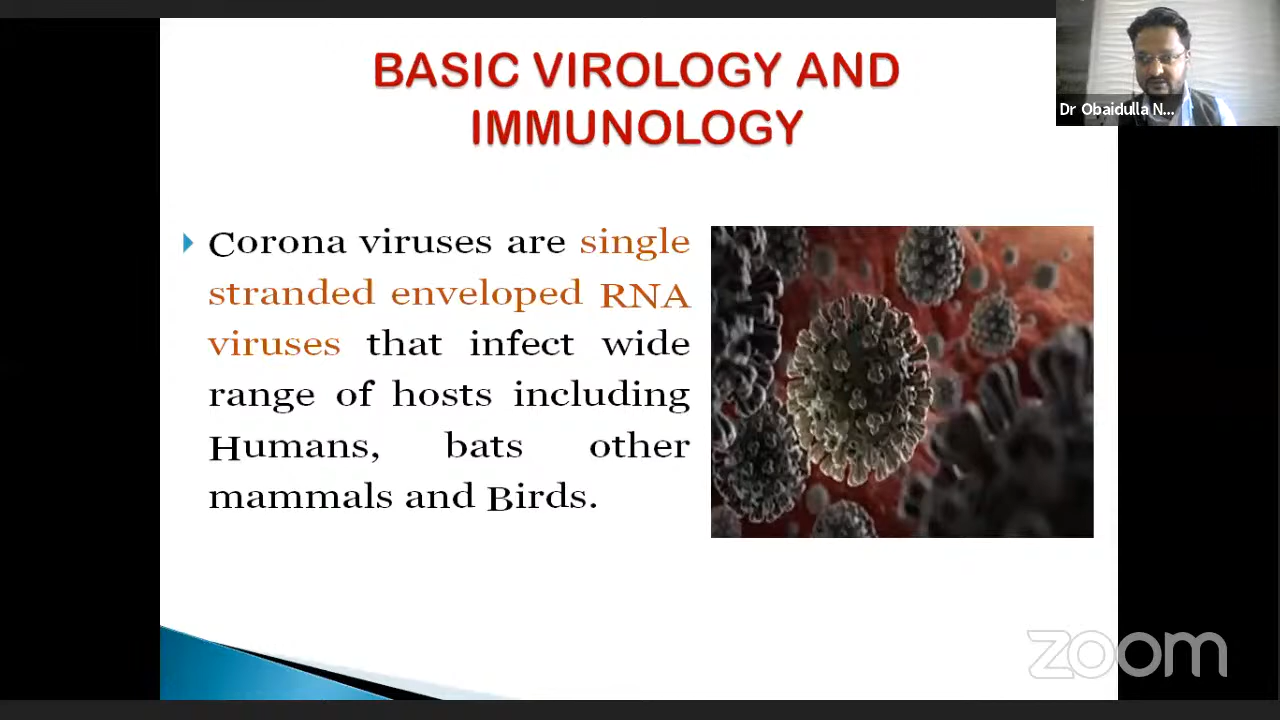 BASIC VIROLOGY AND
IMMUNOLOGY
Dr Obaidulla N...
Corona viruses are single
stranded enveloped RNA
viruses that infect wide
range of hosts including
Humans, bats other
mammals and Birds.
zoom